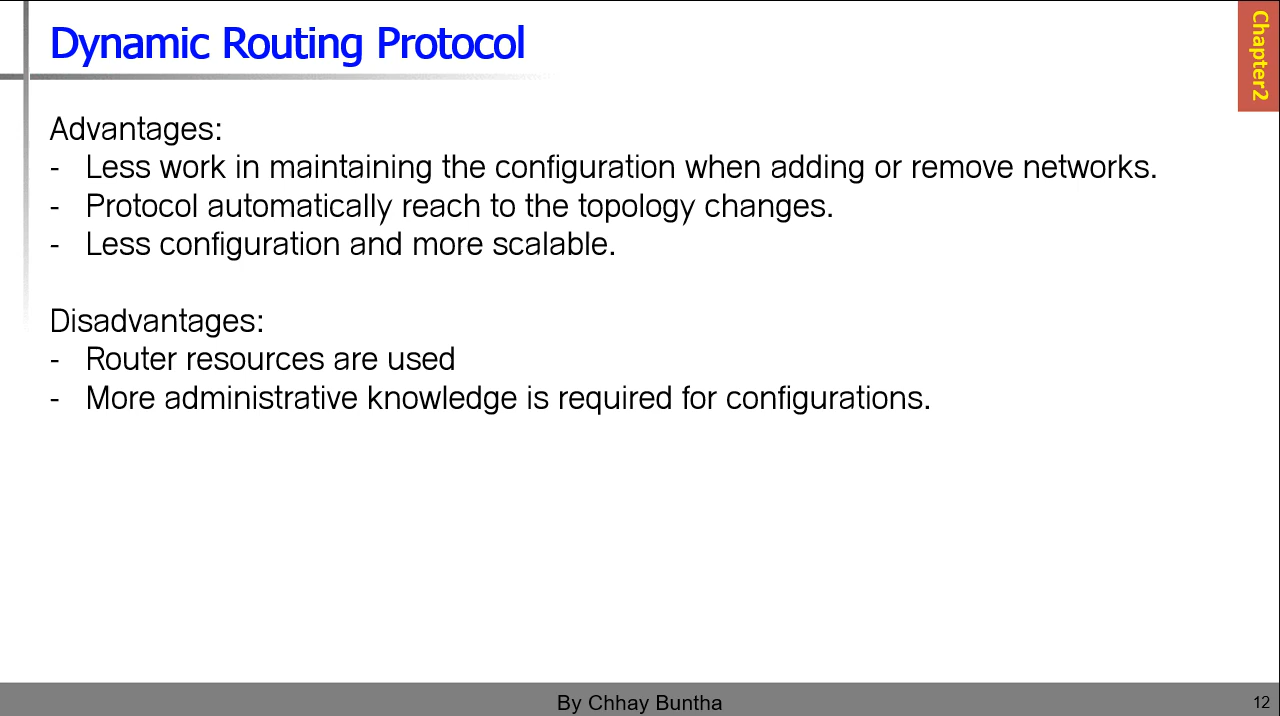 Dynamic Routing Protocol
Chapter2
Advantages:
- Less work in maintaining the configuration when adding or remove networks.
- Protocol automatically reach to the topology changes.
- Less configuration and more scalable.
Disadvantages:
- Router resources are used
- More administrative knowledge is required for configurations.
By Chhay Buntha
12